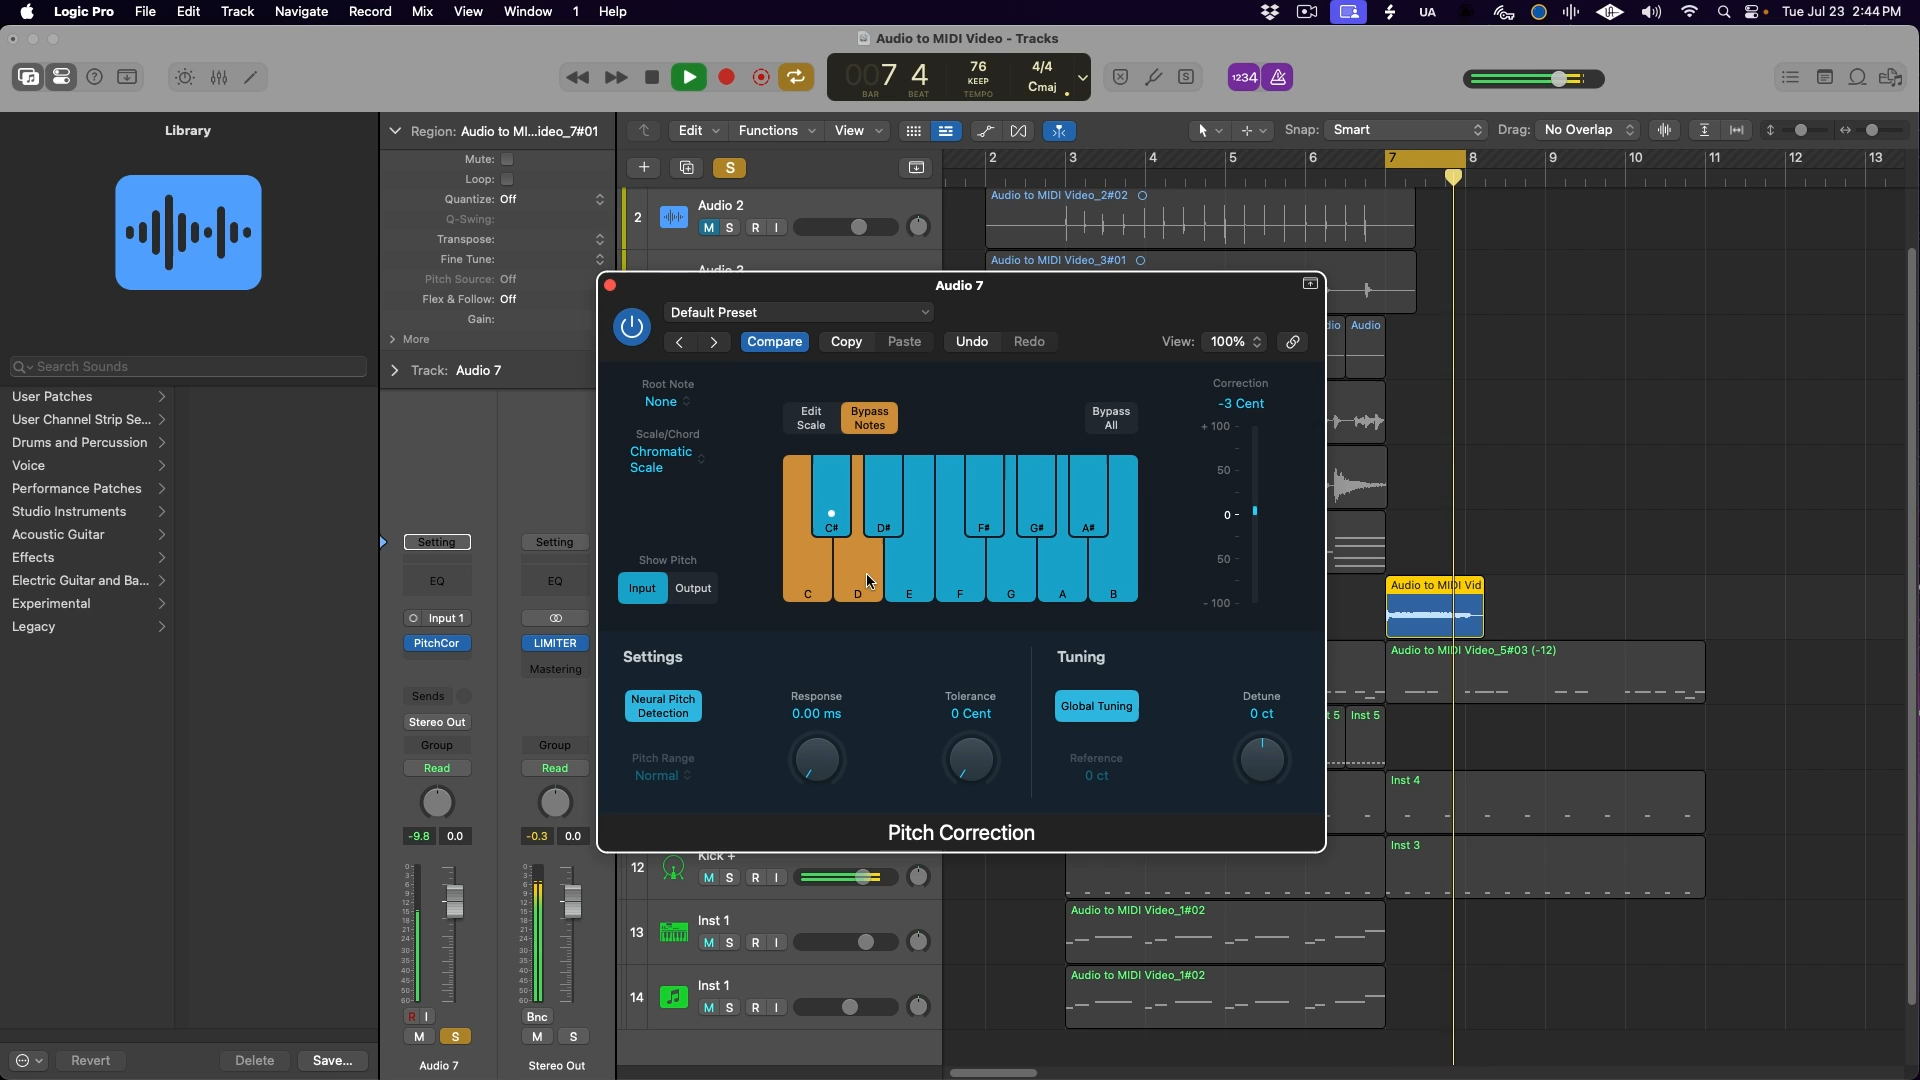 Logic Pro File Edit Track Navigate Record Mix View Window 1 Help
UA
Tue Jul 23 2:44 PM
Audio to MIDI Video - Tracks
007 4
BAR BEAT
76
KEEP
TEMPO
4/4
Cmaj
1234
Library
Search Sounds
User Patches
User Channel Strip Se...
Drums and Percussion
Voice
Performance Patches
Studio Instruments
Acoustic Guitar
Effects
Electric Guitar and Ba...
Experimental
Legacy
Revert
Delete
Save...
Region: Audio to MI...ideo_7#01
Mute:
Loop:
Quantize: Off
Q-Swing:
Transpose:
Fine Tune:
Pitch Source: Off
Flex & Follow: Off
Gain:
More
Track: Audio 7
Setting Setting
EQ EQ
Input 1
PitchCor LIMITER
Mastering
Sends
Stereo Out
Group Group
Read Read
-9.8 0.0 -0.3 0.0
R I Bnc
M S M S
Audio 7 Stereo Out
Edit Functions View
Snap: Smart
Drag: No Overlap
S
2 3 4 5 6 7 8 9 10 11 12 13
2 Audio 2
M S R I
Audio to MIDI Video_2#02
Audio to MIDI Video_3#01
Audio
Audio to MIDI Vid
Audio to MIDI Video_5#03 (-12)
Inst 5
Inst 4
Inst 3
Audio 7
Default Preset
Compare Copy Paste Undo Redo
View: 100%
Root Note
None
Scale/Chord
Chromatic
Scale
Edit
Scale
Bypass
Notes
Bypass
All
Correction
-3 Cent
+ 100
50
0
50
- 100
C# D# F# G# A#
C D E F G A B
Show Pitch
Input Output
Settings
Neural Pitch
Detection
Pitch Range
Normal
Response
0.00 ms
Tolerance
0 Cent
Tuning
Global Tuning
Reference
0 ct
Detune
0 ct
Pitch Correction
12 Kick +
M S R I
13 Inst 1
M S R I
Audio to MIDI Video_1#02
14 Inst 1
M S R I
Audio to MIDI Video_1#02